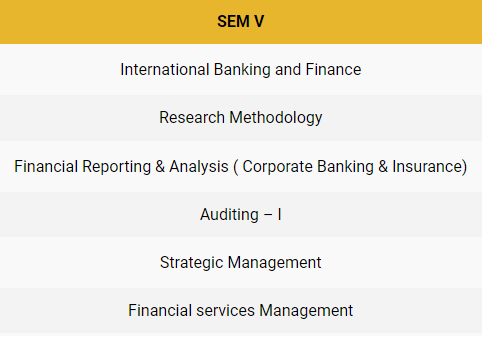 SEM V
International Banking and Finance
Research Methodology
Financial Reporting & Analysis ( Corporate Banking & Insurance)
Auditing – I
Strategic Management
Financial services Management